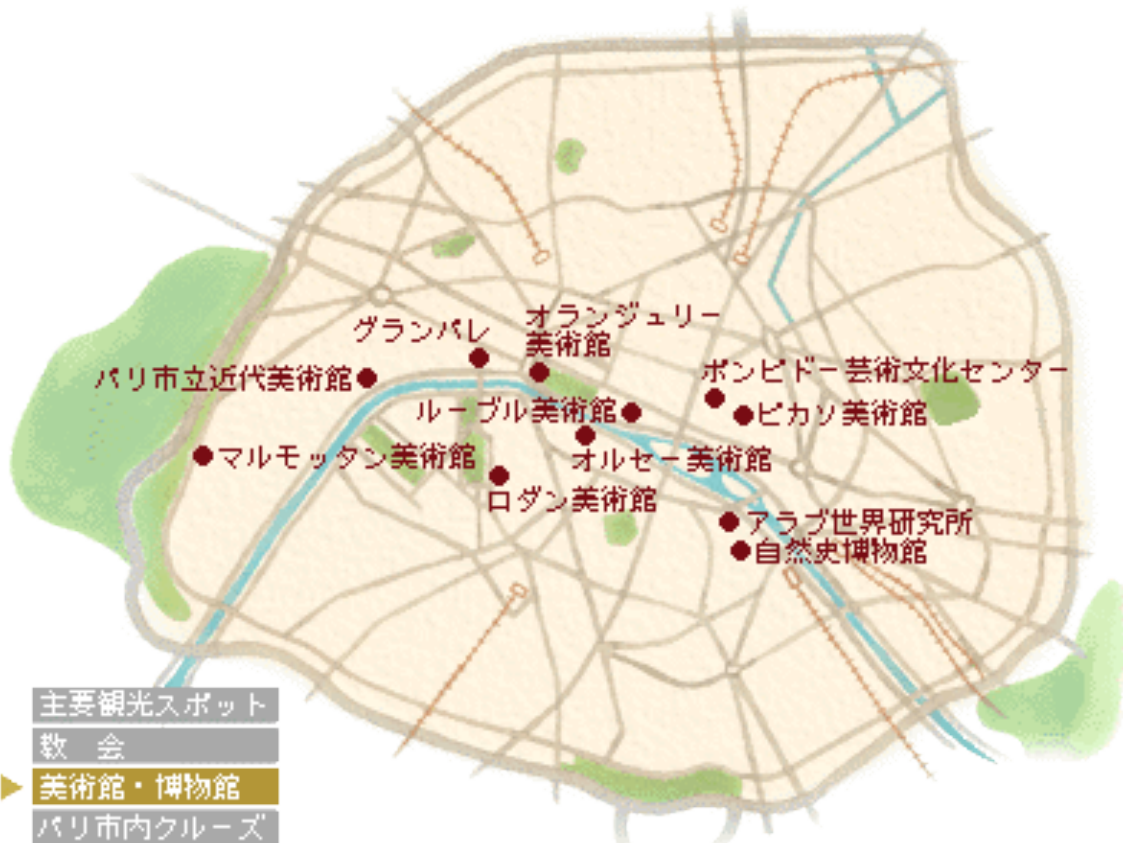 グランパレ
オランジュリー
美術館
パリ市立近代美術館
ポンピドー芸術文化センター
ルーブル美術館
ピカソ美術館
マルモッタン美術館
オルセー美術館
ロダン美術館
アラブ世界研究所
自然史博物館
主要観光スポット
教　会
美術館・博物館
パリ市内クルーズ